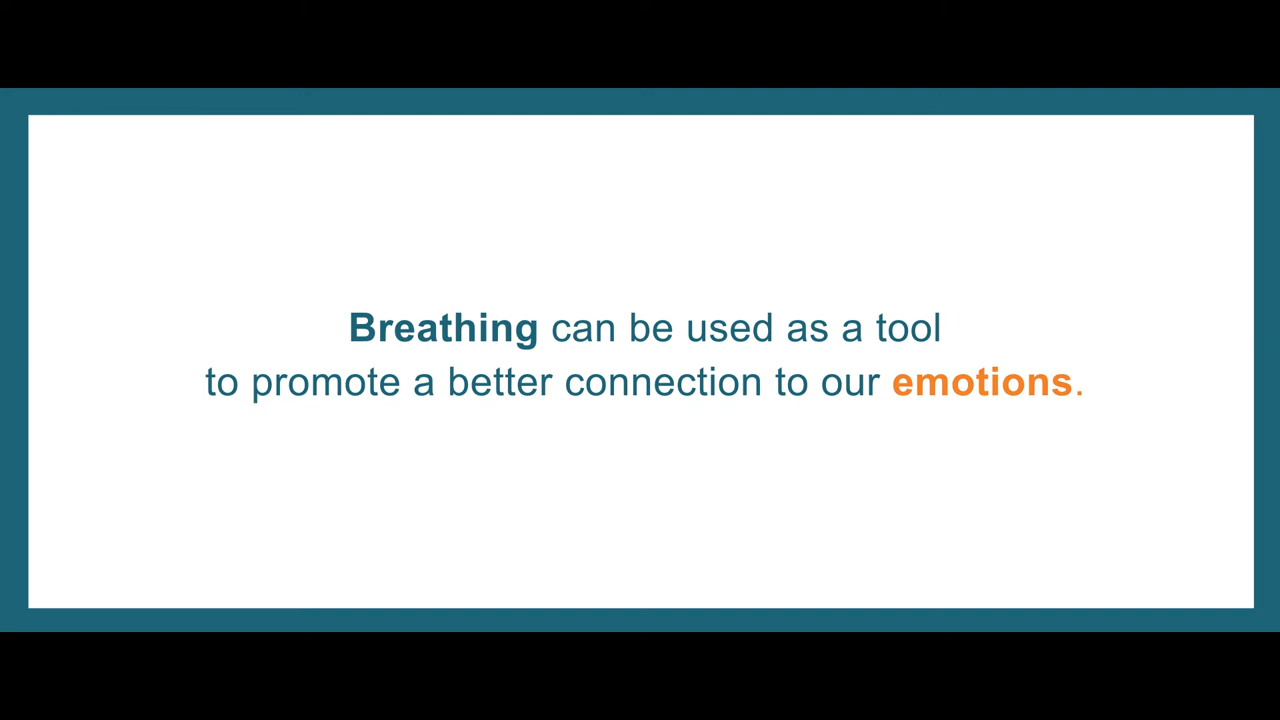 Breathing can be used as a tool
to promote a better connection to our emotions.